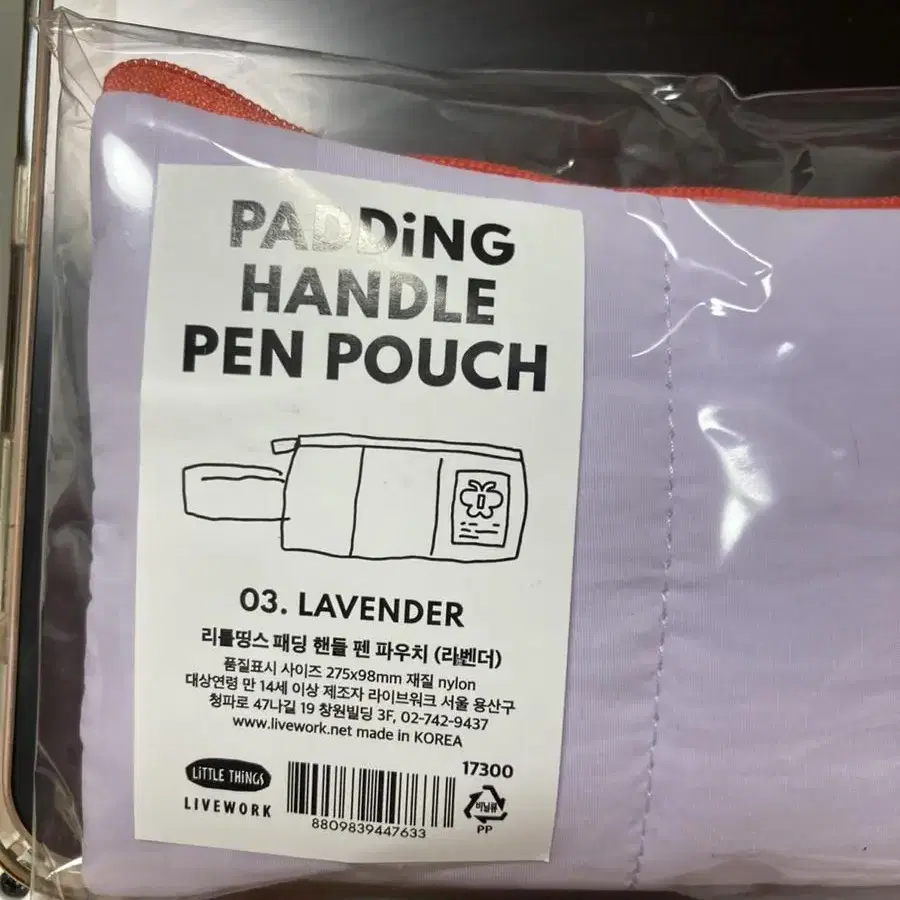 PADDiNG
HANDLE
PEN POUCH
03. LAVENDER
리틀띵스 패딩 핸들 펜 파우치 (라벤더)
품질표시 사이즈 275x98mm 재질 nylon
대상연령 만 14세 이상 제조자 라이브워크 서울 용산구
청파로 47나길 19 창원빌딩 3F, 02-742-9437
www.livework.net made in KOREA
17300
LiTTLE THiNGS
LIVEWORK
8809839447633
비닐류
PP